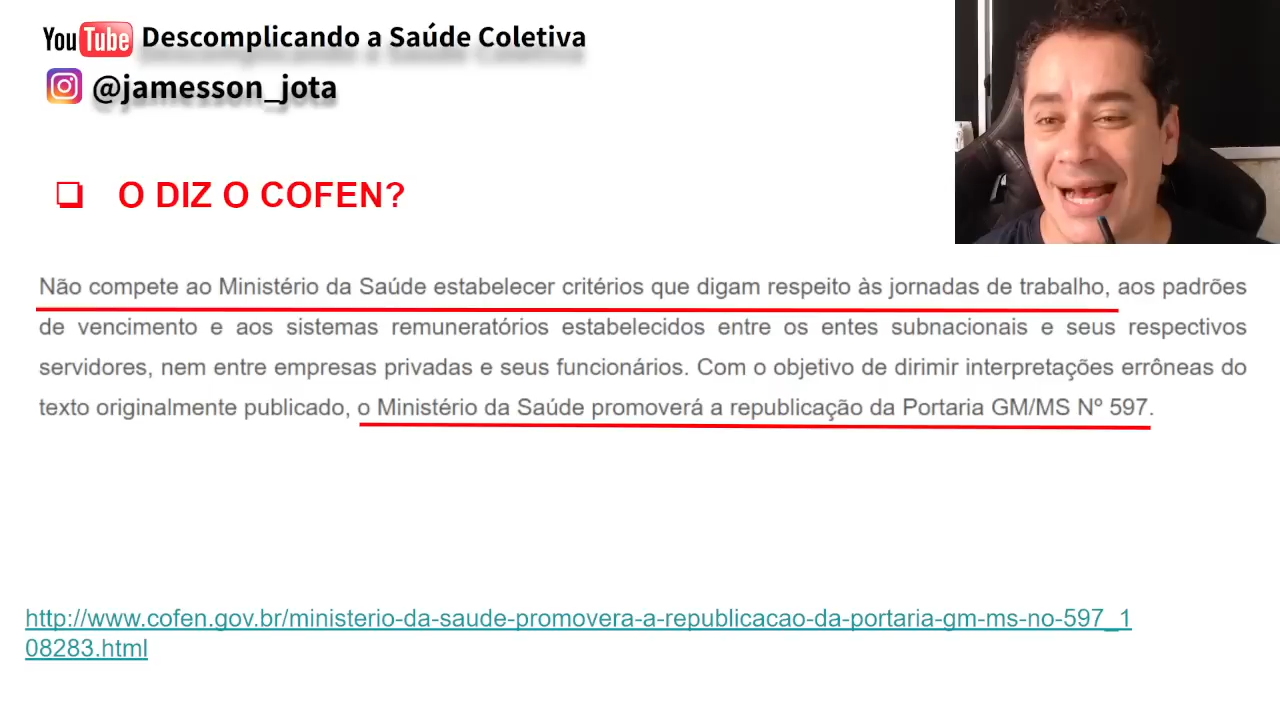 YouTube Descomplicando a Saúde Coletiva
@jamesson_jota
❑ O DIZ O COFEN?
Não compete ao Ministério da Saúde estabelecer critérios que digam respeito às jornadas de trabalho, aos padrões
de vencimento e aos sistemas remuneratórios estabelecidos entre os entes subnacionais e seus respectivos
servidores, nem entre empresas privadas e seus funcionários. Com o objetivo de dirimir interpretações errôneas do
texto originalmente publicado, o Ministério da Saúde promoverá a republicação da Portaria GM/MS Nº 597.
http://www.cofen.gov.br/ministerio-da-saude-promovera-a-republicacao-da-portaria-gm-ms-no-597_1
08283.html